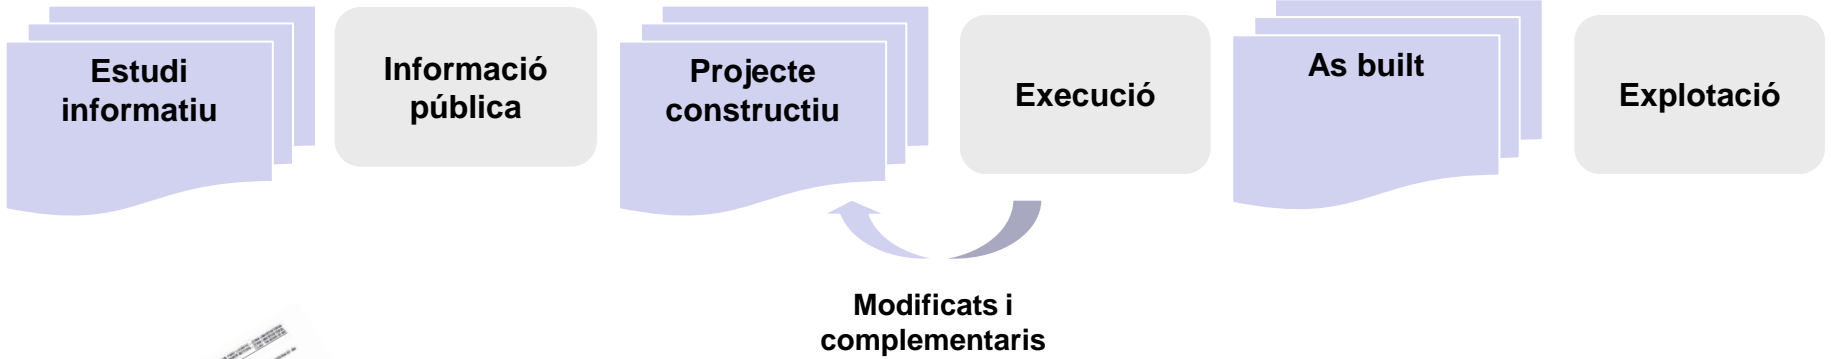 Estudi
informatiu
Informació
pública
Projecte
constructiu
Execució
As built
Explotació
Modificats i
complementaris